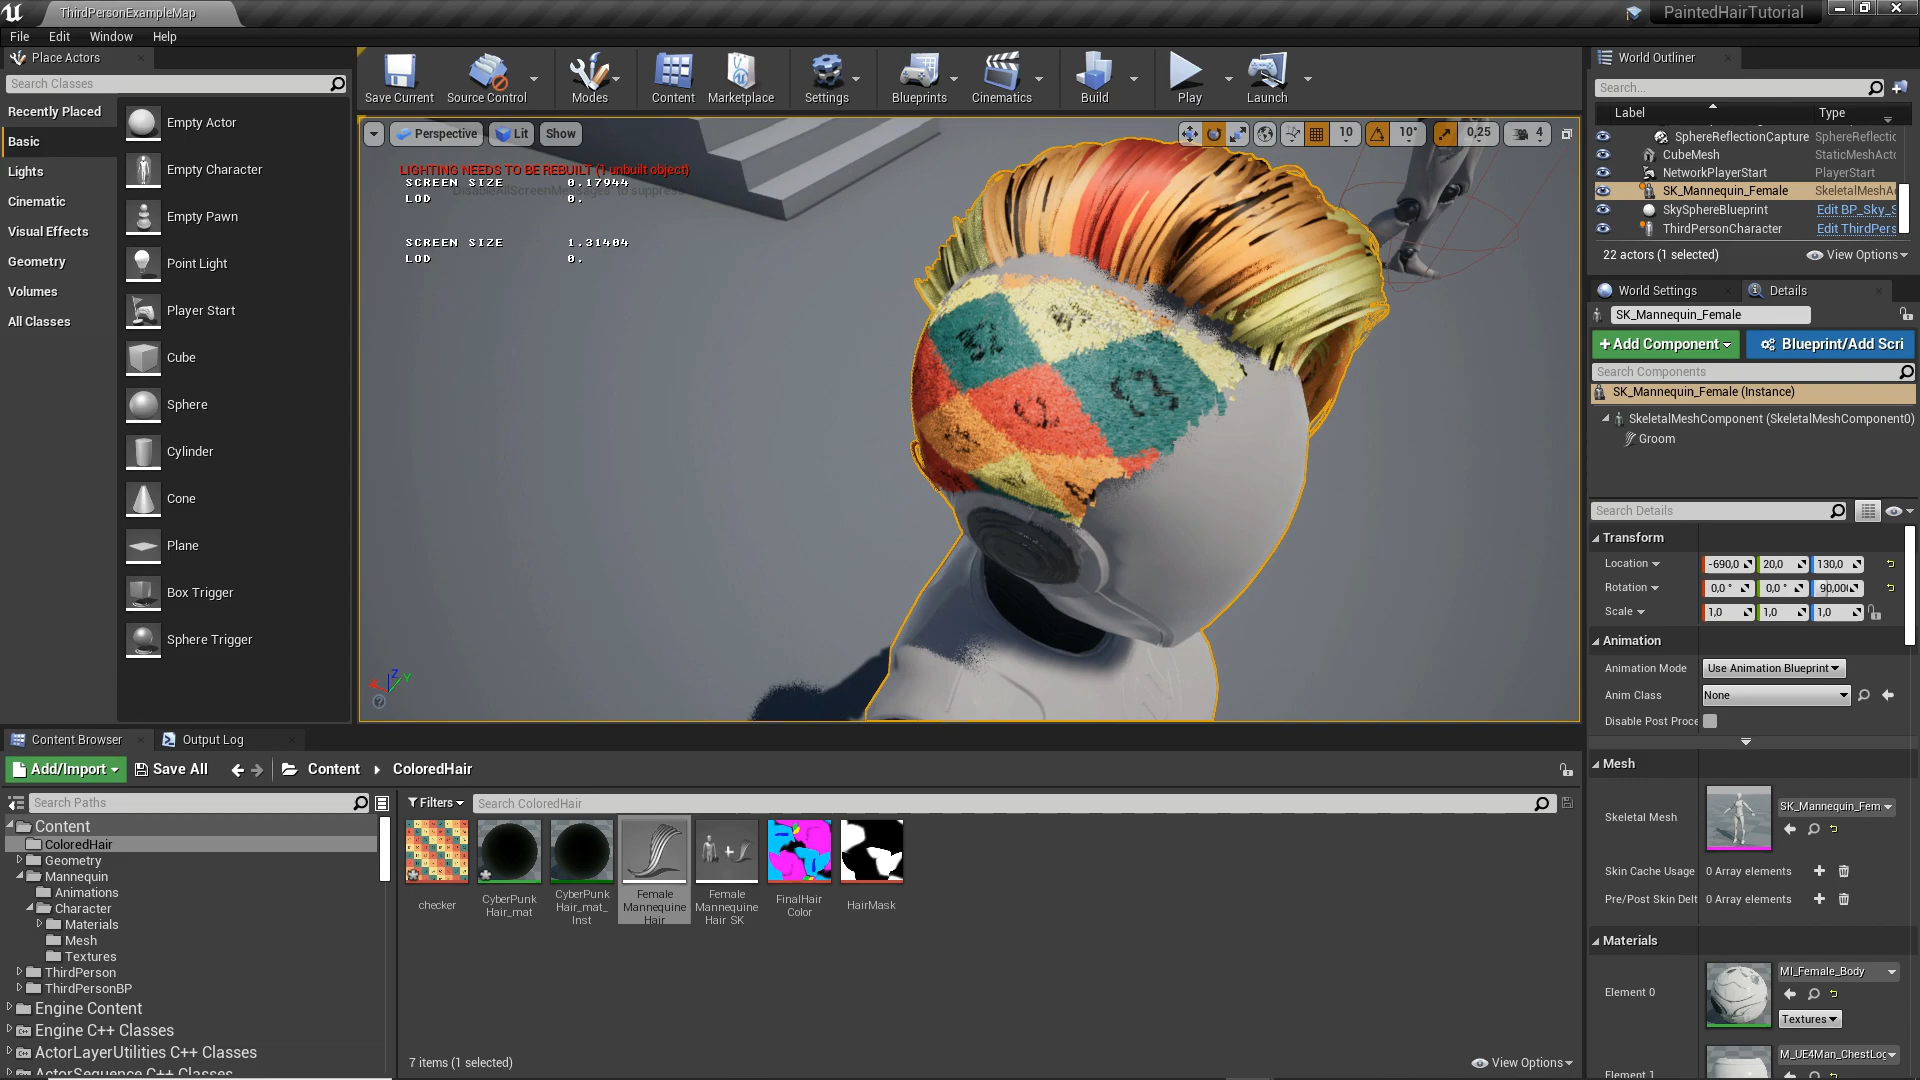 ThirdPersonExampleMap
PaintedHairTutorial
File Edit Window Help
Place Actors
Search Classes
Recently Placed
Basic
Lights
Cinematic
Visual Effects
Geometry
Volumes
All Classes
Empty Actor
Empty Character
Empty Pawn
Point Light
Player Start
Cube
Sphere
Cylinder
Cone
Plane
Box Trigger
Sphere Trigger
Save Current Source Control Modes Content Marketplace Settings Blueprints Cinematics Build Play Launch
Perspective Lit Show 10 10° 0,25 4
LIGHTING NEEDS TO BE REBUILT (1 unbuilt object)
SCREEN SIZE 0.17944
LOD 0.
SCREEN SIZE 1.31404
LOD 0.
Z
Y
World Outliner
Search...
Label Type
SphereReflectionCapture SphereReflectic
CubeMesh StaticMeshActo
NetworkPlayerStart PlayerStart
SK_Mannequin_Female SkeletalMeshA
SkySphereBlueprint Edit BP_Sky_S
ThirdPersonCharacter Edit ThirdPers
22 actors (1 selected) View Options
World Settings Details
SK_Mannequin_Female
+Add Component Blueprint/Add Scri
Search Components
SK_Mannequin_Female (Instance)
SkeletalMeshComponent (SkeletalMeshComponent0)
Groom
Search Details
Transform
Location -690,0 20,0 130,0
Rotation 0,0 ° 0,0 ° 90,00
Scale 1,0 1,0 1,0
Animation
Animation Mode Use Animation Blueprint
Anim Class None
Disable Post Proce
Mesh
Skeletal Mesh SK_Mannequin_Fem
Skin Cache Usage 0 Array elements
Pre/Post Skin Delt 0 Array elements
Materials
Element 0 MI_Female_Body
Textures
Element 1 M_UE4Man_ChestLog
Content Browser Output Log
Add/Import Save All Content ColoredHair
Search Paths
Filters Search ColoredHair
Content
ColoredHair
Geometry
Mannequin
Animations
Character
Materials
Mesh
Textures
ThirdPerson
ThirdPersonBP
Engine Content
Engine C++ Classes
ActorLayerUtilities C++ Classes
ActorSequence C++ Classes
checker
CyberPunk
Hair_mat
CyberPunk
Hair_mat_
Inst
Female
Mannequine
Hair
Female
Mannequine
Hair_SK
FinalHair
Color
HairMask
7 items (1 selected) View Options